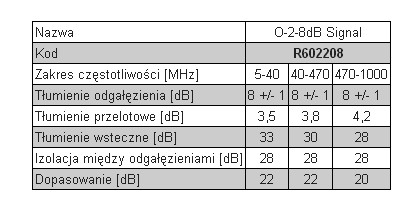 Nazwa O-2-8dB Signal
Kod R602208
Zakres częstotliwości [MHz] 5-40 40-470 470-1000
Tłumienie odgałęzienia [dB] 8 +/- 1 8 +/- 1 8 +/- 1
Tłumienie przelotowe [dB] 3,5 3,8 4,2
Tłumienie wsteczne [dB] 33 30 28
Izolacja między odgałęzieniami [dB] 28 28 28
Dopasowanie [dB] 22 22 20